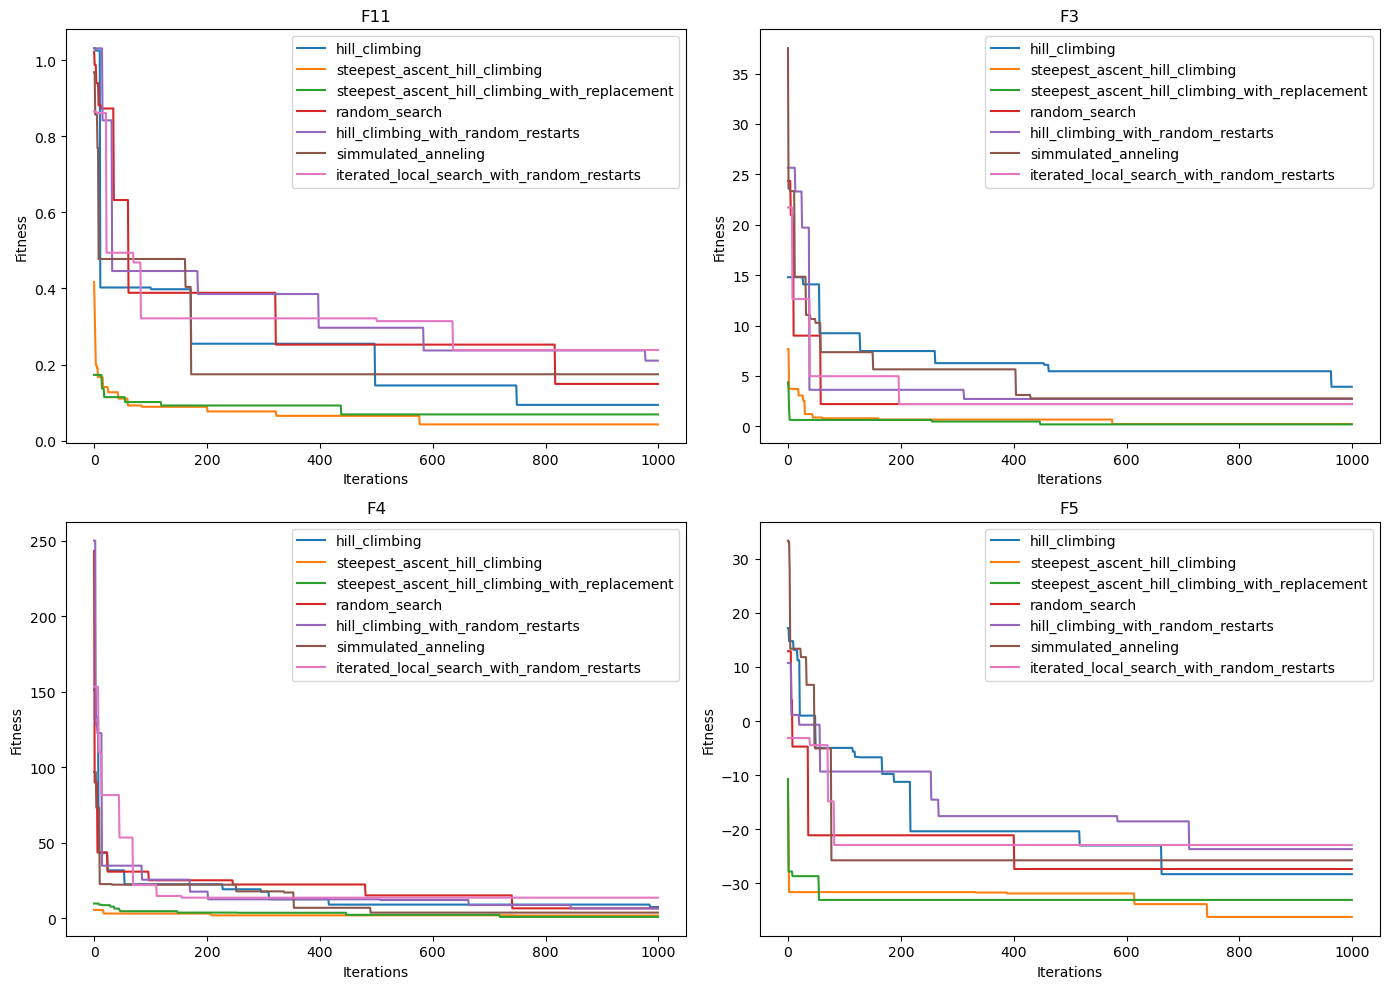 F11
1.0
0.8
0.6
0.4
0.2
0.0
Fitness
0 200 400 600 800 1000
Iterations
hill_climbing
steepest_ascent_hill_climbing
steepest_ascent_hill_climbing_with_replacement
random_search
hill_climbing_with_random_restarts
simmulated_anneling
iterated_local_search_with_random_restarts
F3
35
30
25
20
15
10
5
0
Fitness
0 200 400 600 800 1000
Iterations
hill_climbing
steepest_ascent_hill_climbing
steepest_ascent_hill_climbing_with_replacement
random_search
hill_climbing_with_random_restarts
simmulated_anneling
iterated_local_search_with_random_restarts
F4
250
200
150
100
50
0
Fitness
0 200 400 600 800 1000
Iterations
hill_climbing
steepest_ascent_hill_climbing
steepest_ascent_hill_climbing_with_replacement
random_search
hill_climbing_with_random_restarts
simmulated_anneling
iterated_local_search_with_random_restarts
F5
30
20
10
0
−10
−20
−30
Fitness
0 200 400 600 800 1000
Iterations
hill_climbing
steepest_ascent_hill_climbing
steepest_ascent_hill_climbing_with_replacement
random_search
hill_climbing_with_random_restarts
simmulated_anneling
iterated_local_search_with_random_restarts